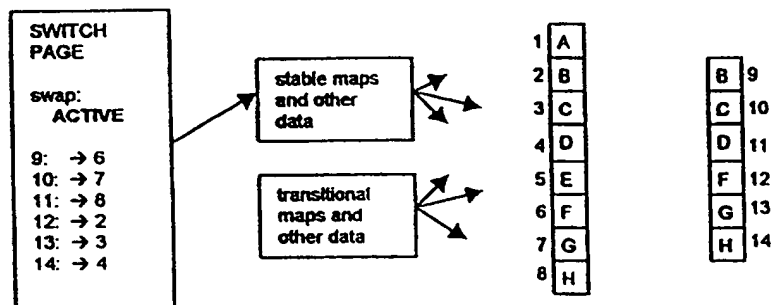 SWITCH
PAGE
swap:
ACTIVE
9: → 6
10: → 7
11: → 8
12: → 2
13: → 3
14: → 4
stable maps
and other
data
transitional
maps and
other data
1 A
2 B
3 C
4 D
5 E
6 F
7 G
8 H
B 9
C 10
D 11
F 12
G 13
H 14